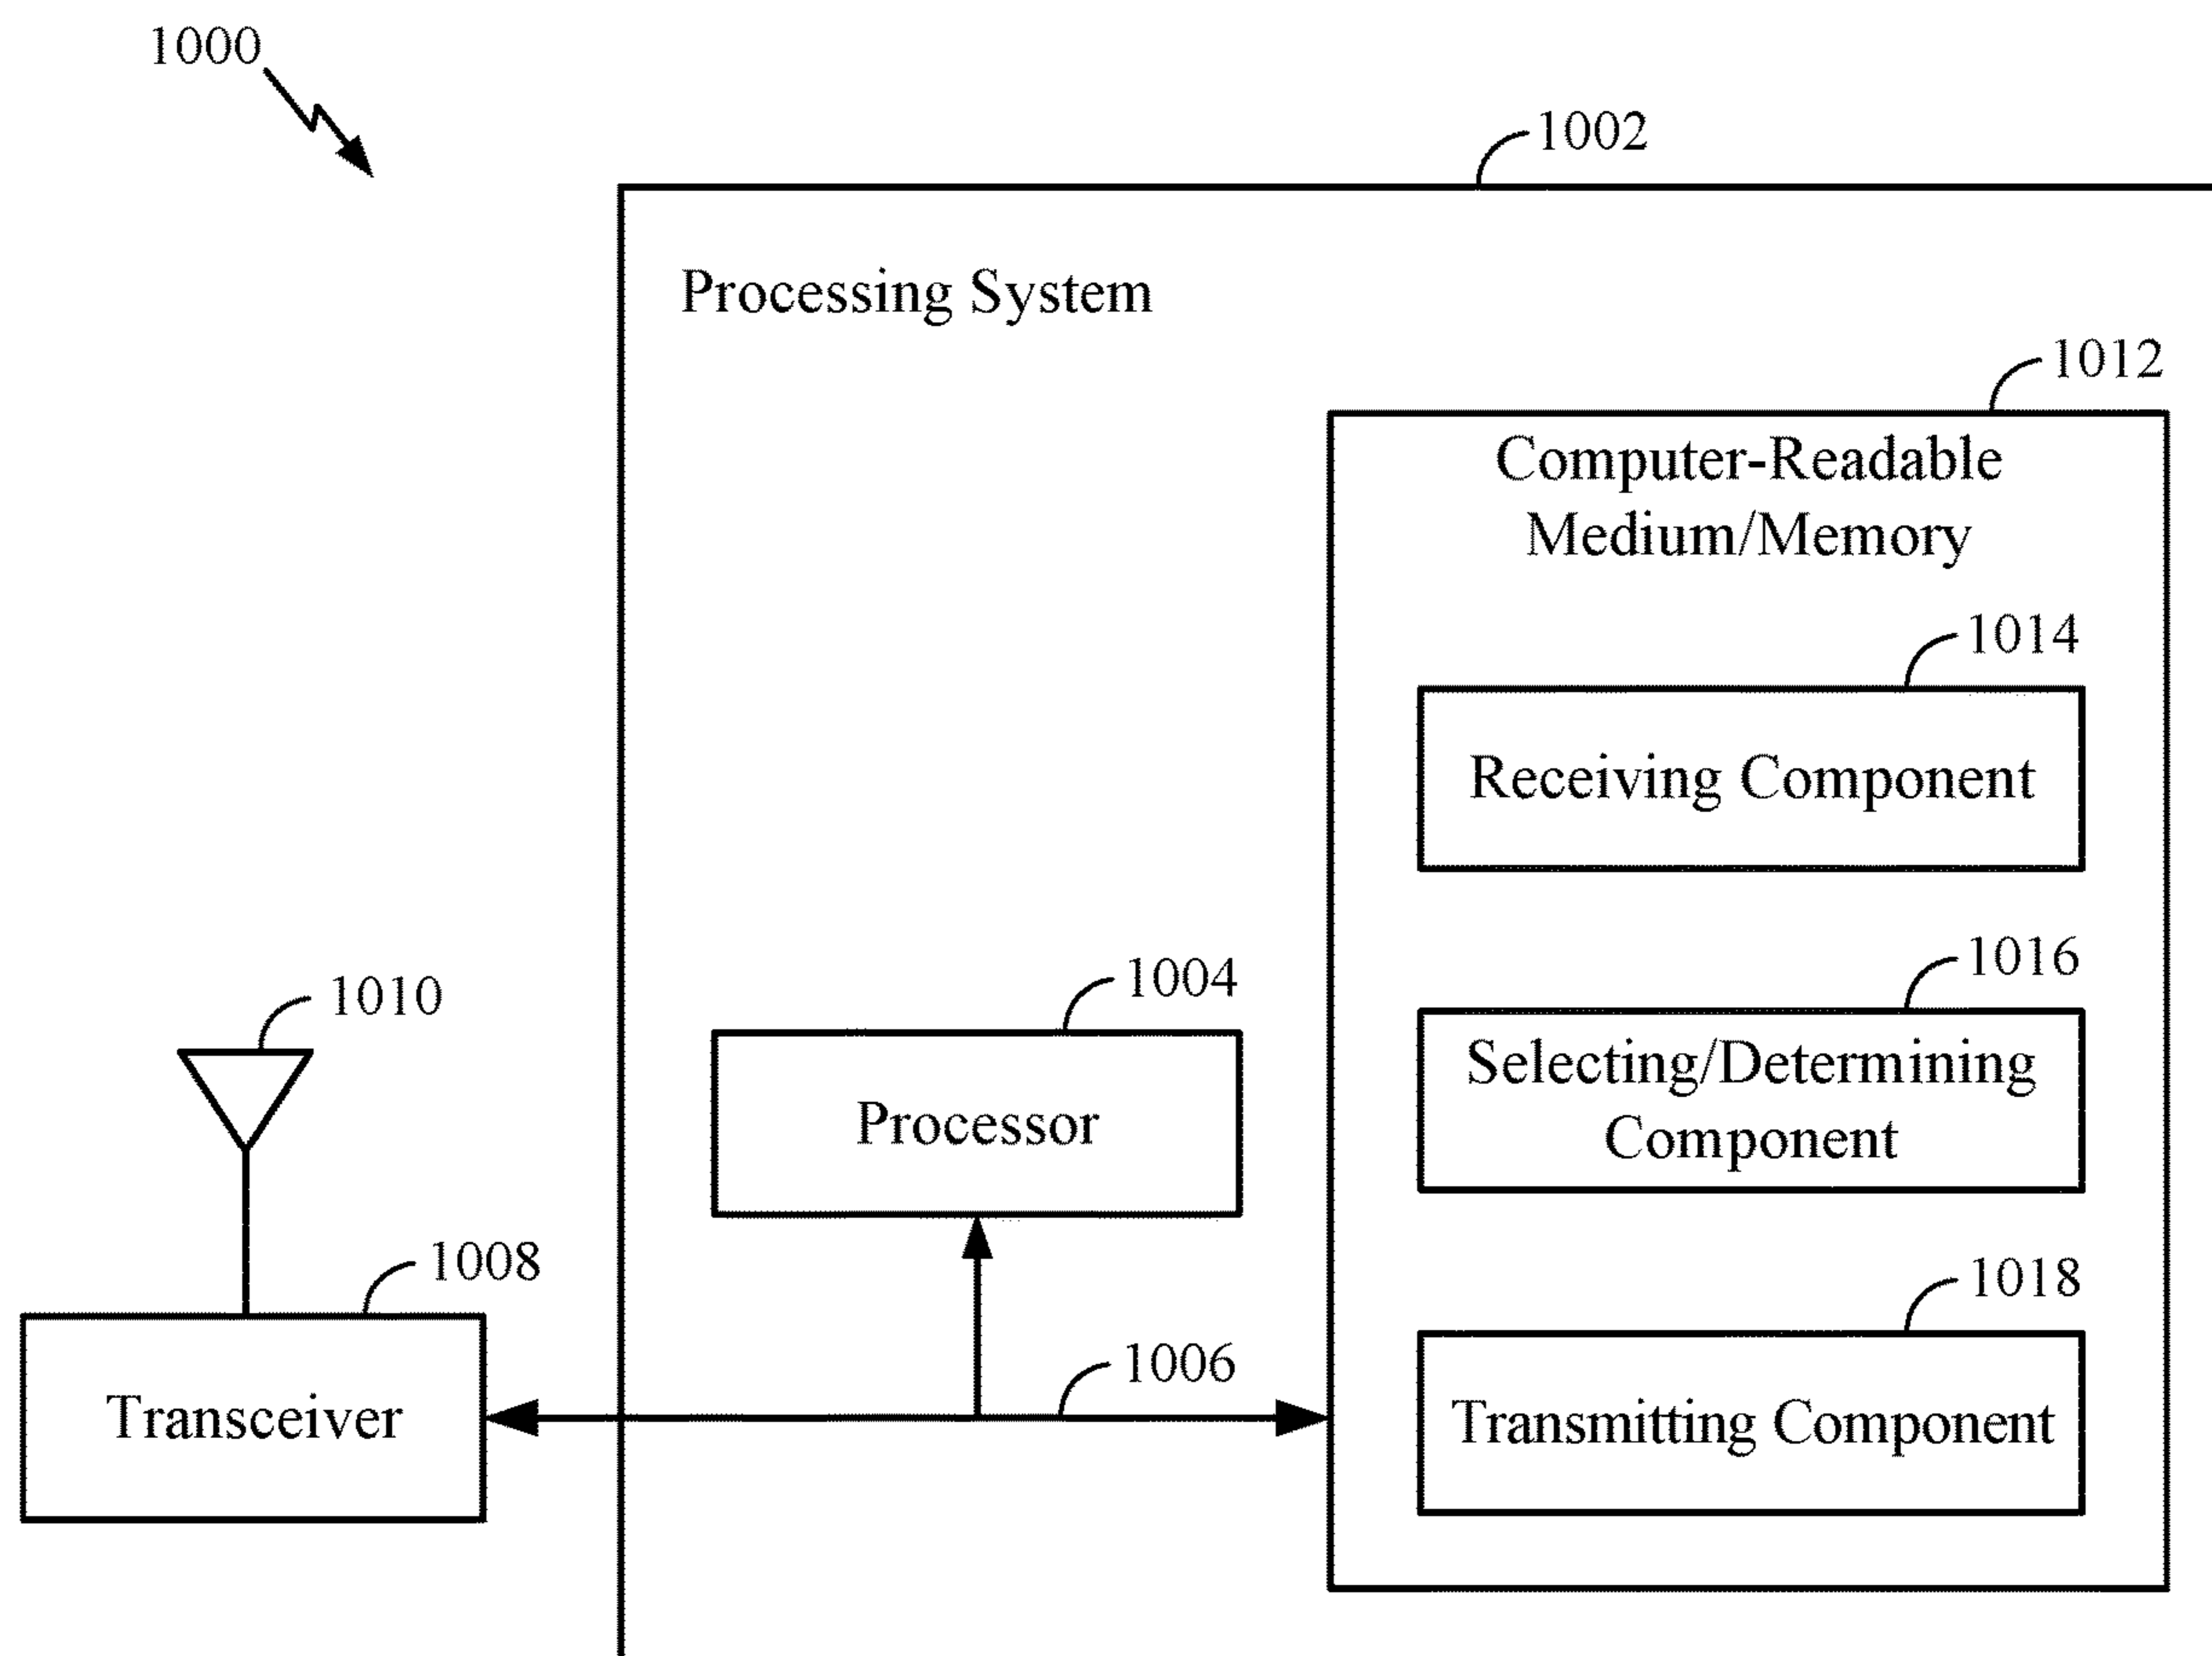 1000
1002
Processing System
1012
Computer-Readable
Medium/Memory
1014
Receiving Component
1016
Selecting/Determining
Component
1004
Processor
1010
1008
Transceiver
1006
1018
Transmitting Component